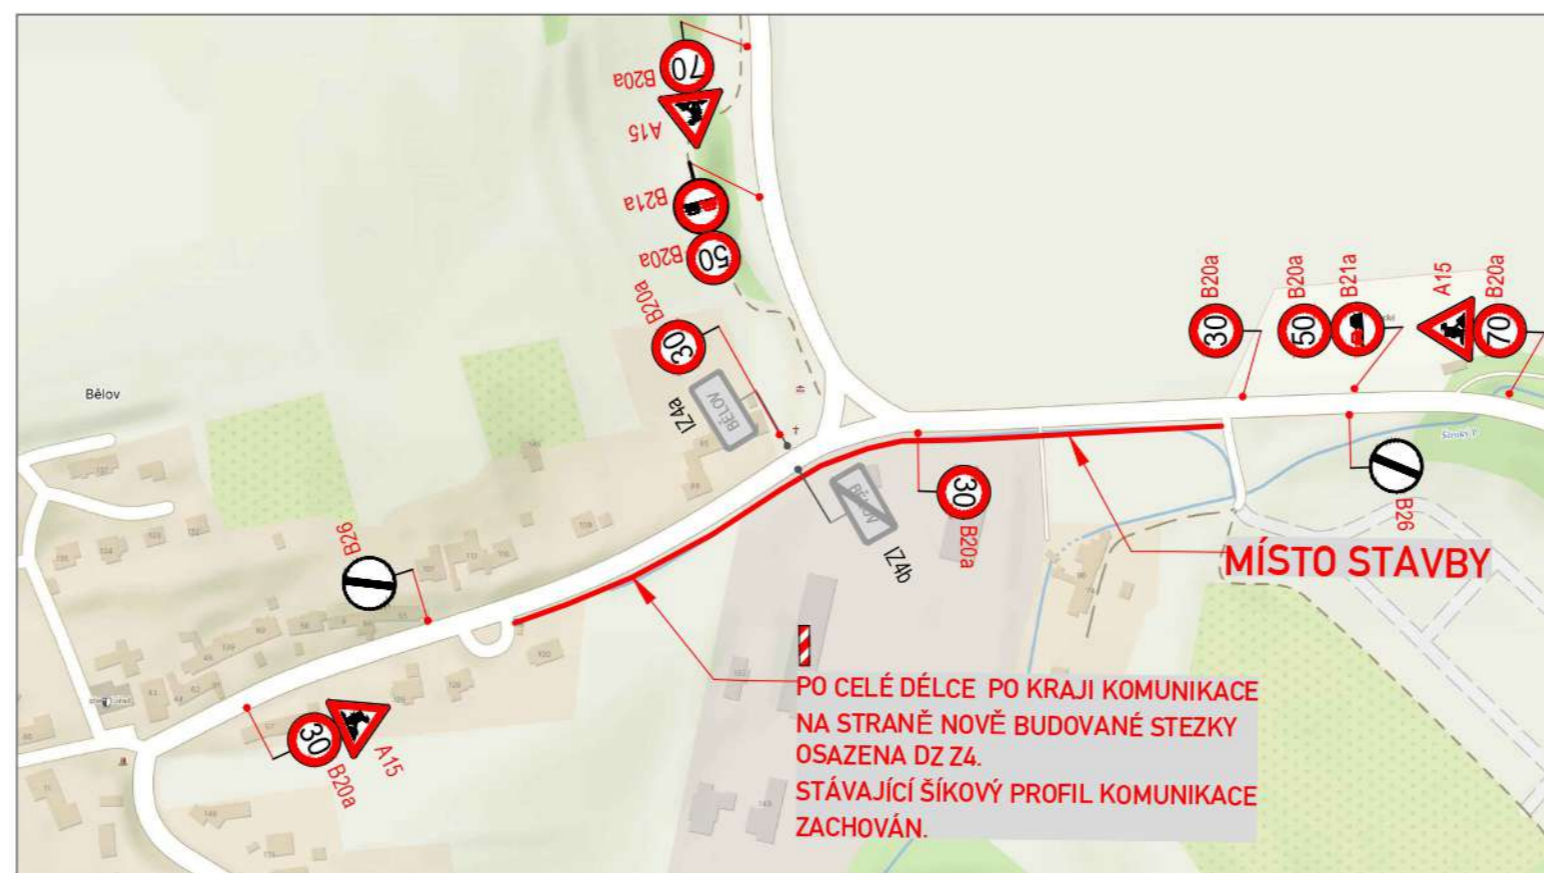 70
B20a
A15
B21a
B20a
50
B20a
30
IZ4a
BĚLOV
Bělov
B20a
30
B20a
50
B21a
A15
B20a
70
B26
Široký P.
30
B20a
IZ4b
MÍSTO STAVBY
B26
30
B20a
A15
PO CELÉ DÉLCE PO KRAJI KOMUNIKACE
NA STRANĚ NOVĚ BUDOVANÉ STEZKY
OSAZENA DZ Z4.
STÁVAJÍCÍ ŠÍKOVÝ PROFIL KOMUNIKACE
ZACHOVÁN.